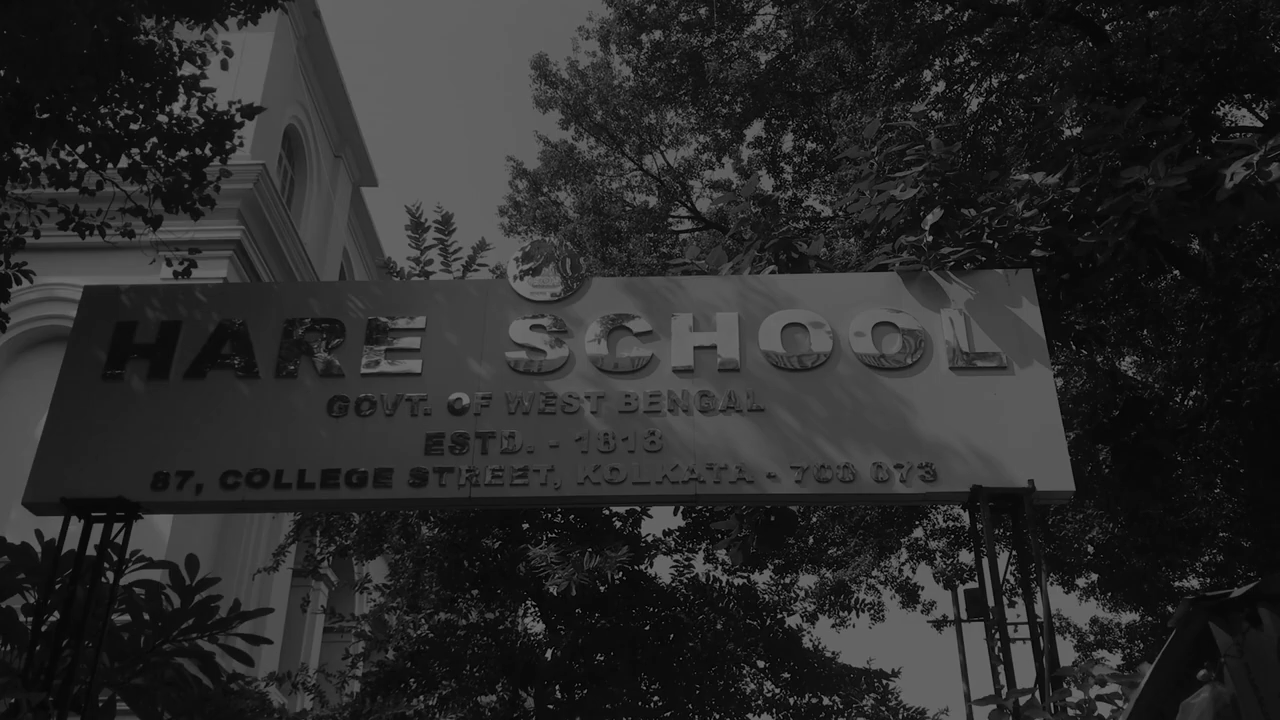 HARE SCHOOL
GOVT. OF WEST BENGAL
ESTD. - 1818
87, COLLEGE STREET, KOLKATA - 700 073